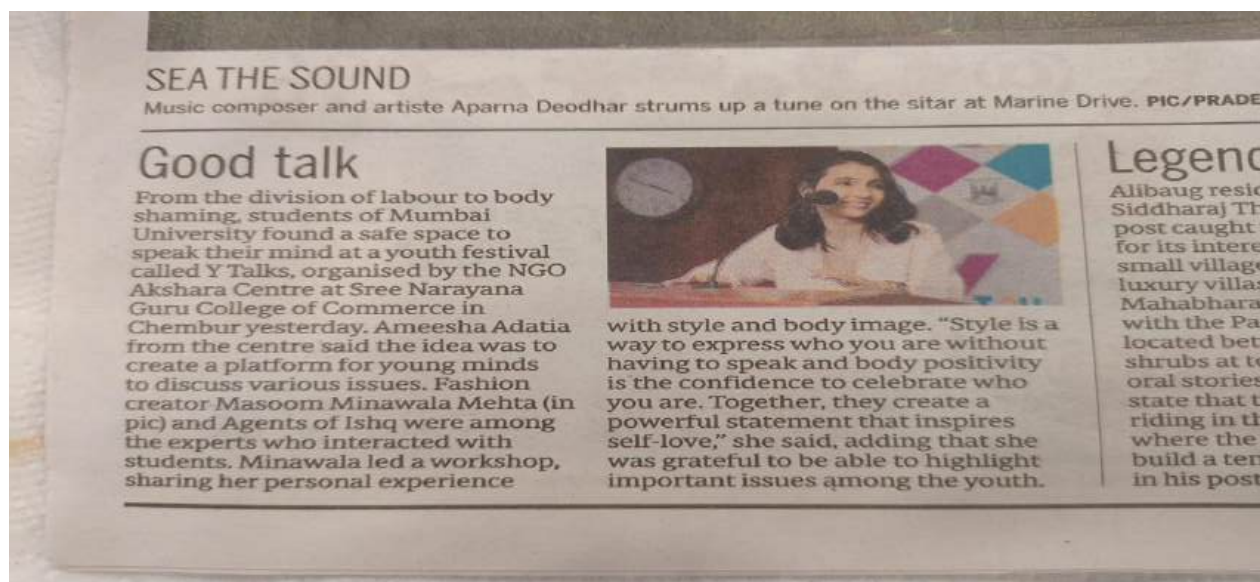 SEA THE SOUND
Music composer and artiste Aparna Deodhar strums up a tune on the sitar at Marine Drive. PIC/PRADE
Good talk
From the division of labour to body
shaming, students of Mumbai
University found a safe space to
speak their mind at a youth festival
called Y Talks, organised by the NGO
Akshara Centre at Sree Narayana
Guru College of Commerce in
Chembur yesterday. Ameesha Adatia
from the centre said the idea was to
create a platform for young minds
to discuss various issues. Fashion
creator Masoom Minawala Mehta (in
pic) and Agents of Ishq were among
the experts who interacted with
students. Minawala led a workshop,
sharing her personal experience
with style and body image. “Style is a
way to express who you are without
having to speak and body positivity
is the confidence to celebrate who
you are. Together, they create a
powerful statement that inspires
self-love,” she said, adding that she
was grateful to be able to highlight
important issues among the youth.
Legend
Alibaug resid
Siddharaj Th
post caught
for its intere
small village
luxury villas
Mahabhara
with the Pa
located bet
shrubs at te
oral stories
state that t
riding in th
where the
build a ten
in his post